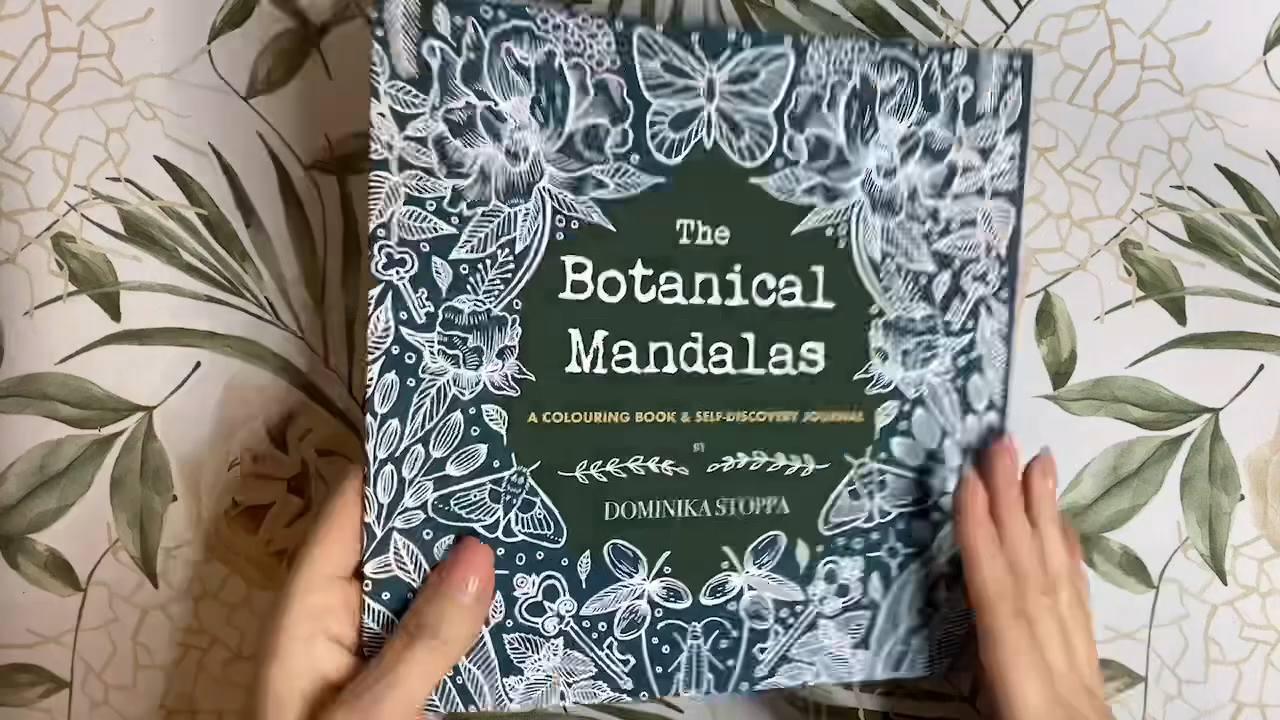 The
Botanical
Mandalas
A COLOURING BOOK & SELF-DISCOVERY JOURNAL
BY
DOMINIKA STOPPA